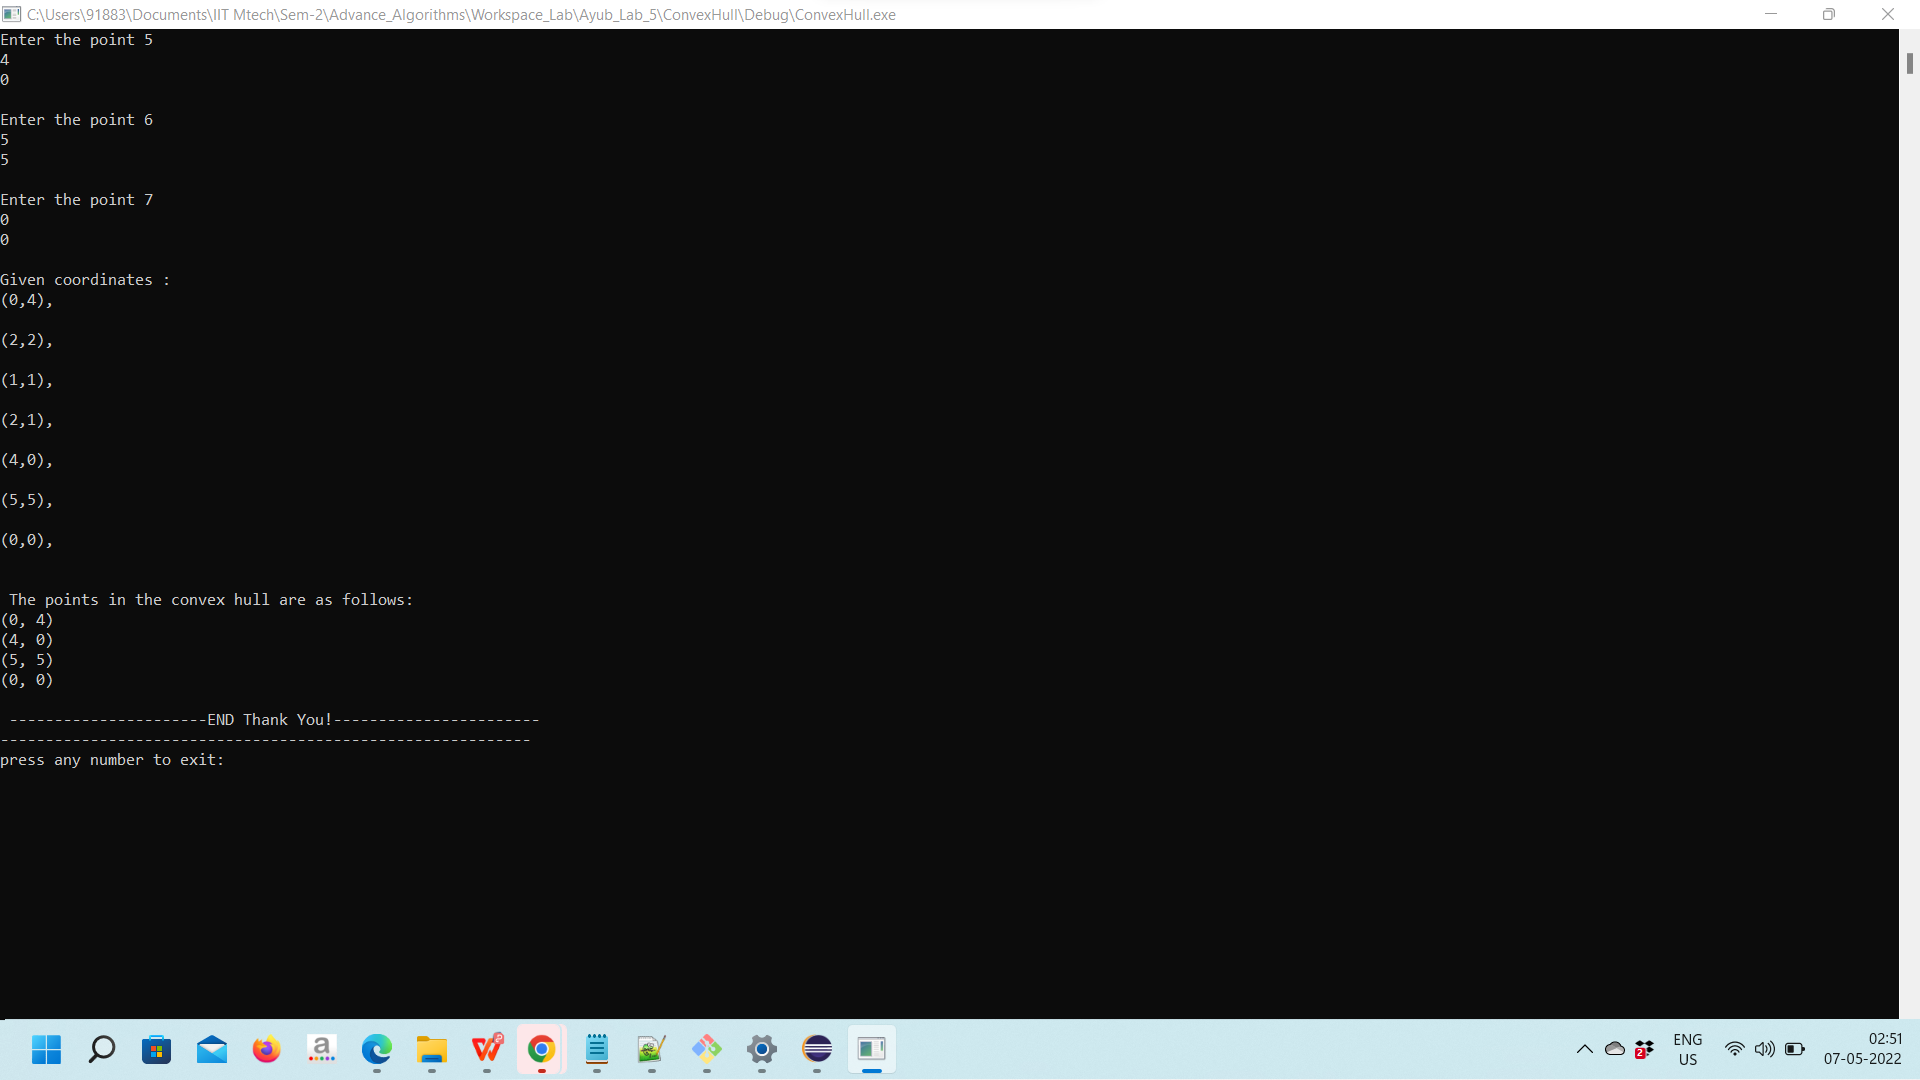 C:\Users\91883\Documents\IIT Mtech\Sem-2\Advance_Algorithms\Workspace_Lab\Ayub_Lab_5\ConvexHull\Debug\ConvexHull.exe
Enter the point 5
4
0
Enter the point 6
5
5
Enter the point 7
0
0
Given coordinates :
(0,4),
(2,2),
(1,1),
(2,1),
(4,0),
(5,5),
(0,0),
The points in the convex hull are as follows:
(0, 4)
(4, 0)
(5, 5)
(0, 0)
----------------------END Thank You!-----------------------
-----------------------------------------------------------
press any number to exit:
a
2
ENG
US
02:51
07-05-2022